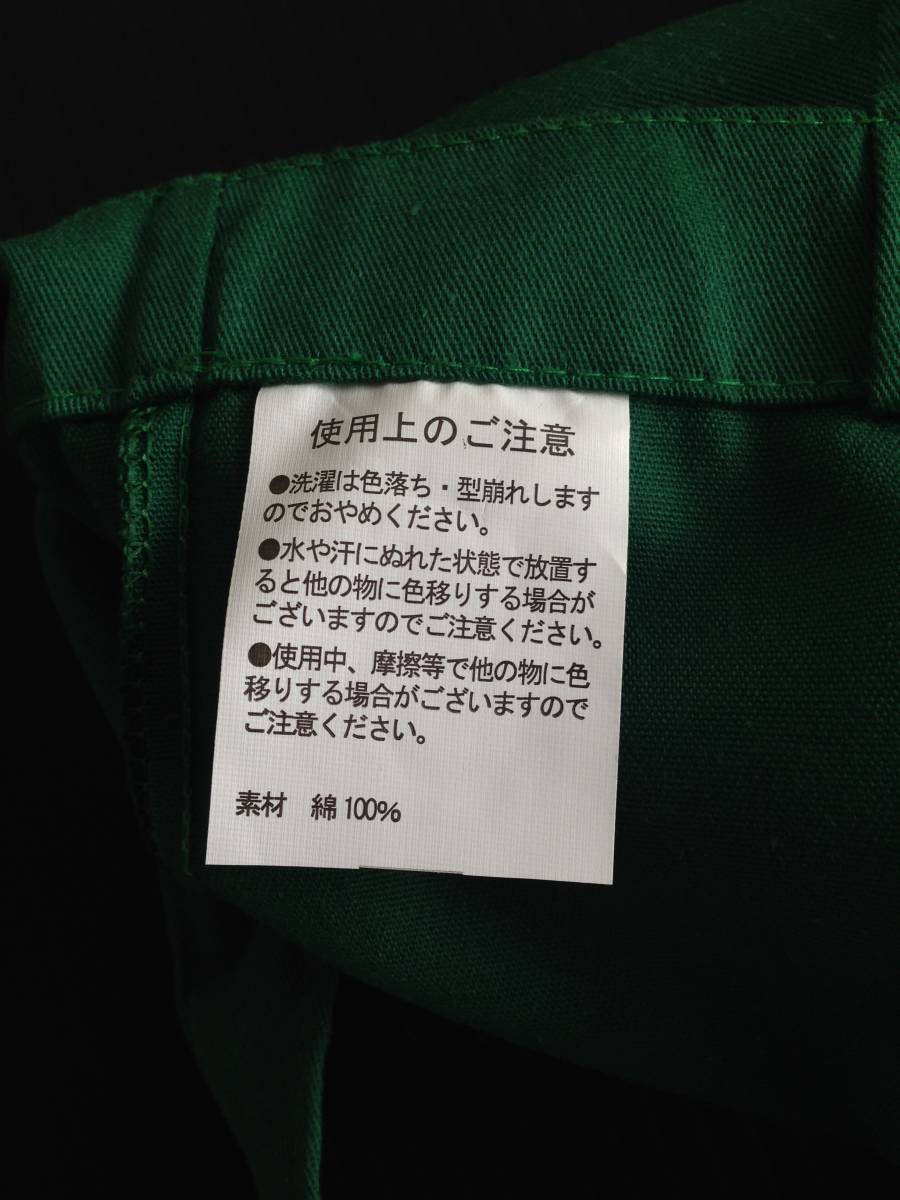 使用上のご注意
●洗濯は色落ち・型崩れします
のでおやめください。
●水や汗にぬれた状態で放置す
ると他の物に色移りする場合が
ございますのでご注意ください。
●使用中、摩擦等で他の物に色
移りする場合がございますので
ご注意ください。
素材 綿100%